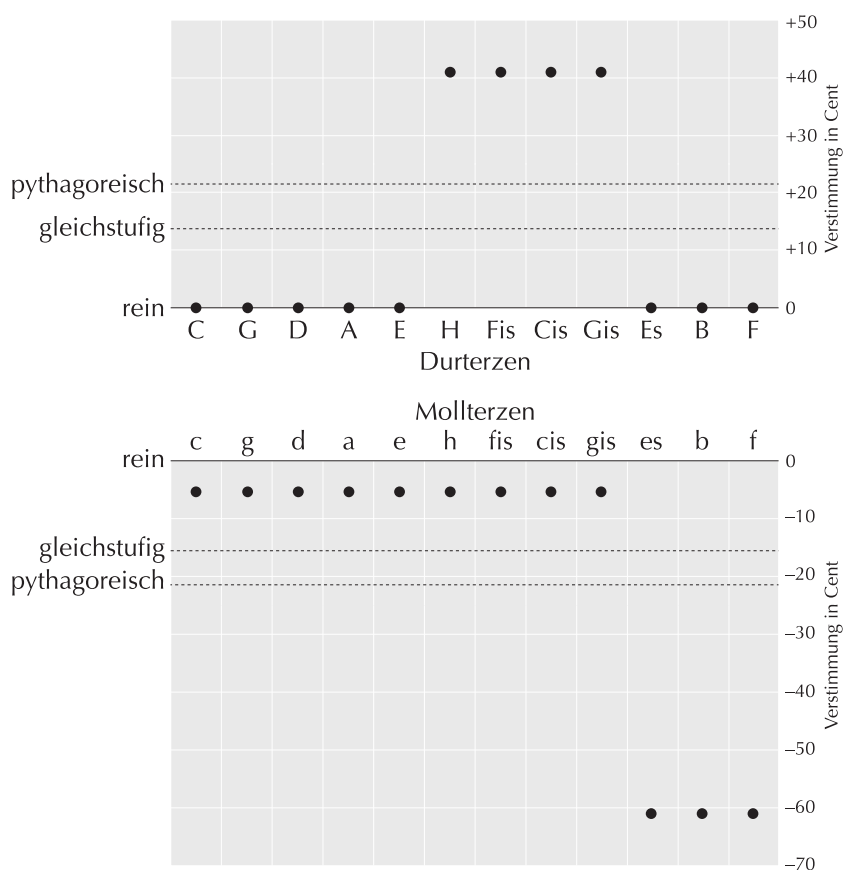 +50
+40
+30
pythagoreisch
+20
gleichstufig
+10
rein
0
Verstimmung in Cent
C G D A E H Fis Cis Gis Es B F
Durterzen
Mollterzen
c g d a e h fis cis gis es b f
rein
0
–10
gleichstufig
pythagoreisch
–20
–30
–40
–50
–60
–70
Verstimmung in Cent